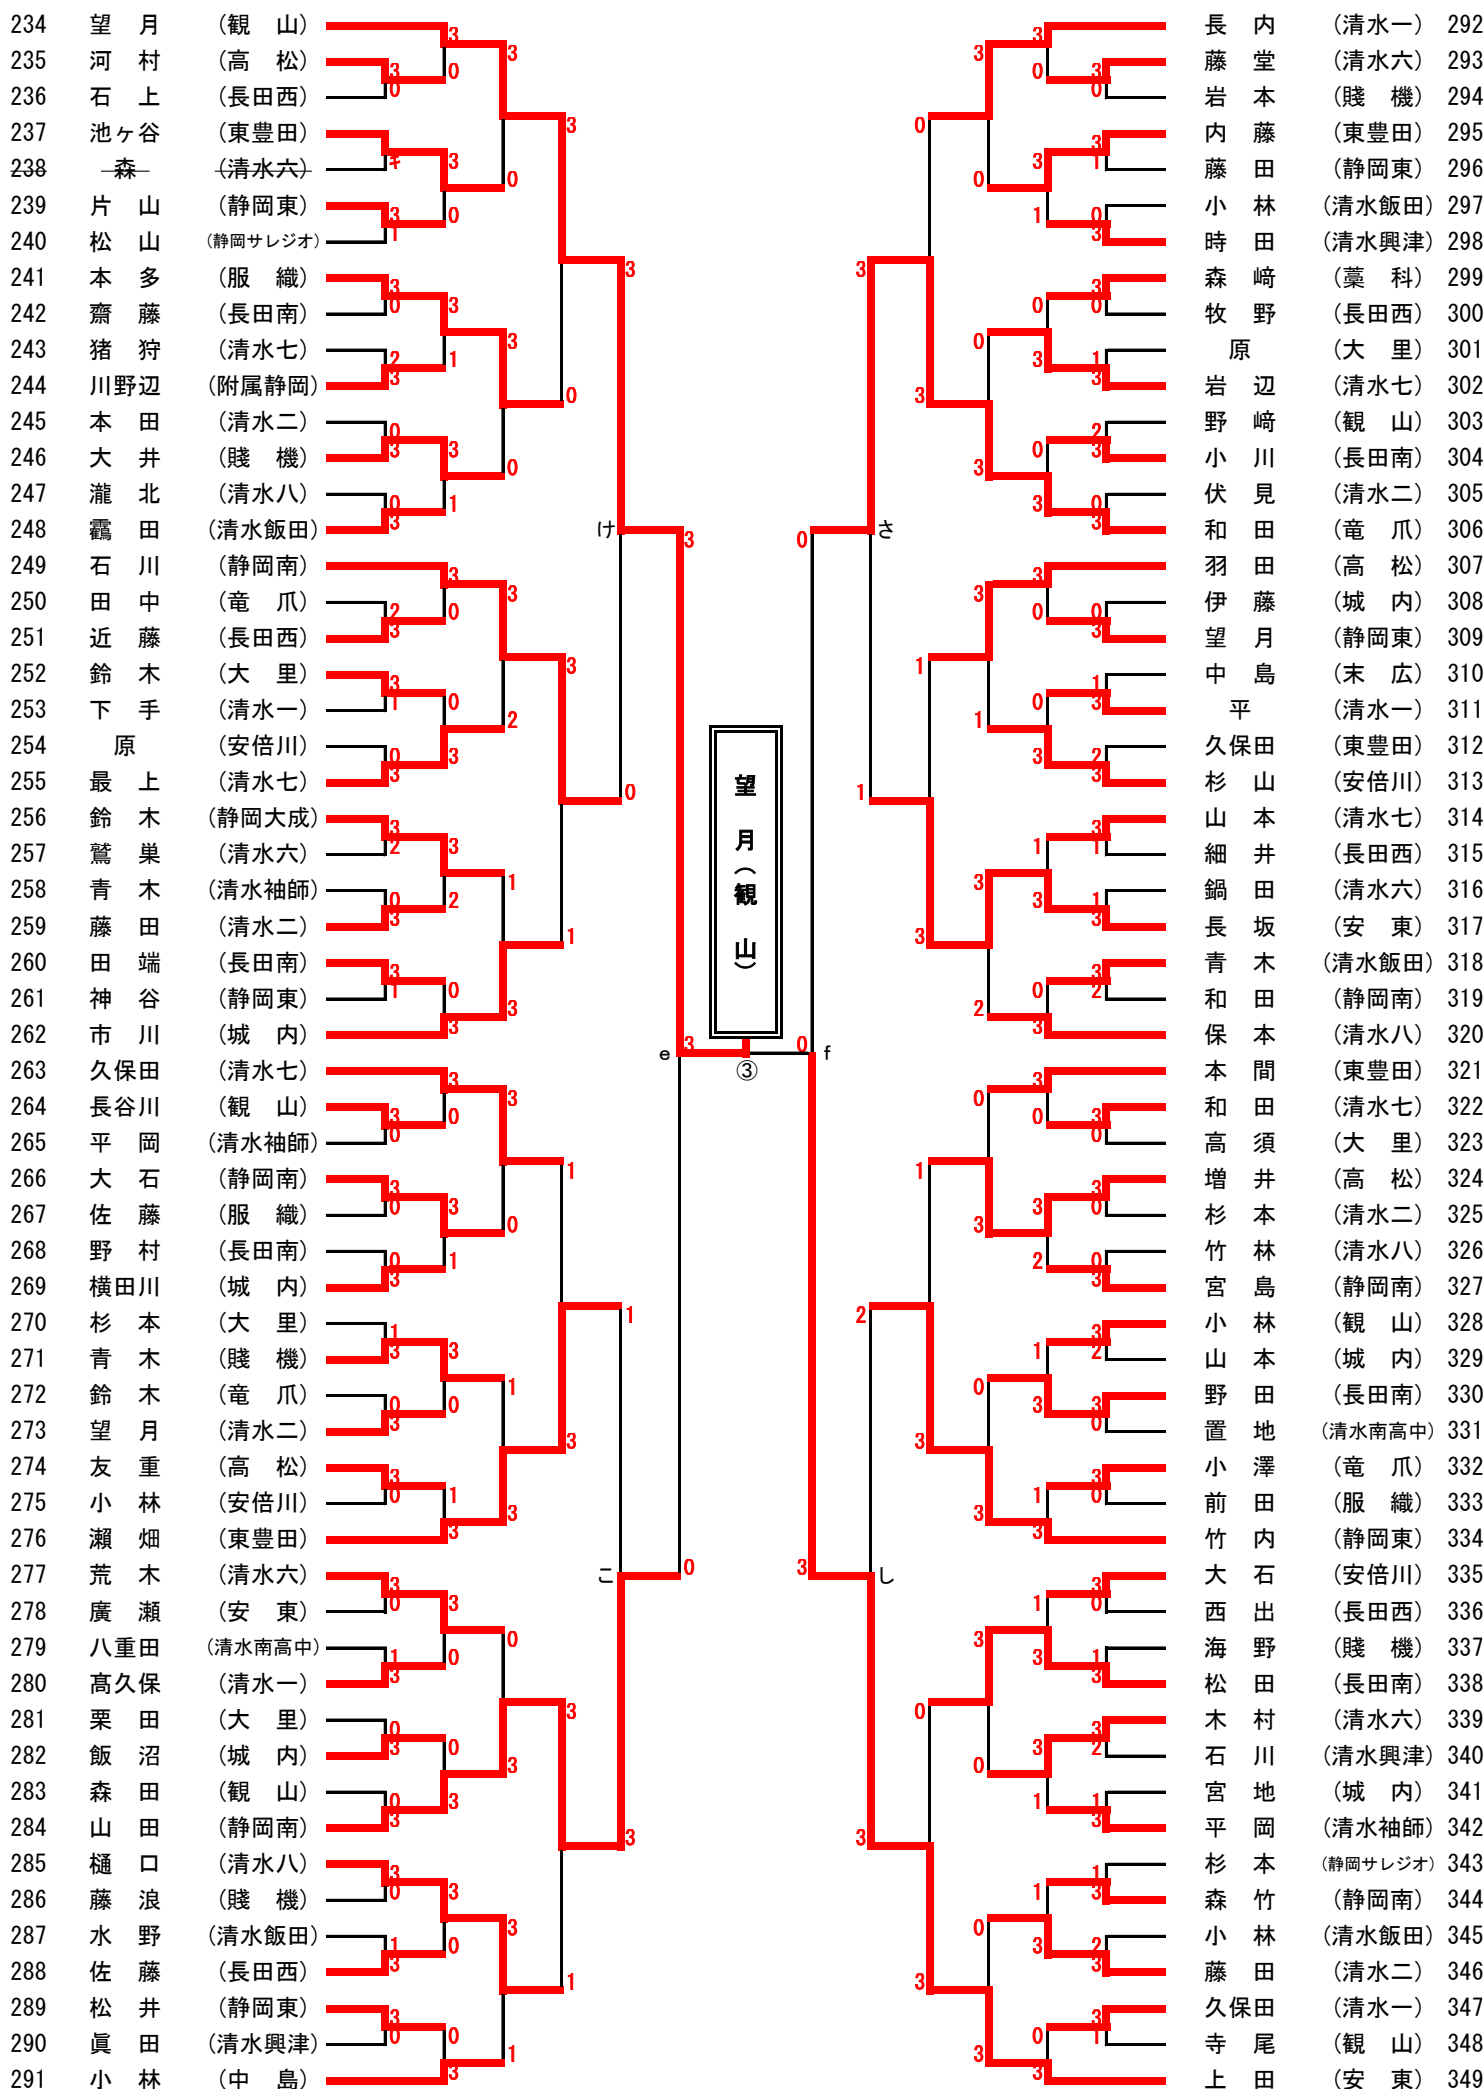 234 望月 (観山)
235 河村 (高松)
236 石上 (長田西)
237 池ヶ谷 (東豊田)
238 森 (清水六)
239 片山 (静岡東)
240 松山 (静岡サレジオ)
241 本多 (服織)
242 齋藤 (長田南)
243 猪狩 (清水七)
244 川野辺 (附属静岡)
245 本田 (清水二)
246 大井 (賤機)
247 瀧北 (清水八)
248 靍田 (清水飯田)
249 石川 (静岡南)
250 田中 (竜爪)
251 近藤 (長田西)
252 鈴木 (大里)
253 下手 (清水一)
254 原 (安倍川)
255 最上 (清水七)
256 鈴木 (静岡大成)
257 鷲巣 (清水六)
258 青木 (清水袖師)
259 藤田 (清水二)
260 田端 (長田南)
261 神谷 (静岡東)
262 市川 (城内)
263 久保田 (清水七)
264 長谷川 (観山)
265 平岡 (清水袖師)
266 大石 (静岡南)
267 佐藤 (服織)
268 野村 (長田南)
269 横田川 (城内)
270 杉本 (大里)
271 青木 (賤機)
272 鈴木 (竜爪)
273 望月 (清水二)
274 友重 (高松)
275 小林 (安倍川)
276 瀬畑 (東豊田)
277 荒木 (清水六)
278 廣瀬 (安東)
279 八重田 (清水南高中)
280 髙久保 (清水一)
281 栗田 (大里)
282 飯沼 (城内)
283 森田 (観山)
284 山田 (静岡南)
285 樋口 (清水八)
286 藤浪 (賤機)
287 水野 (清水飯田)
288 佐藤 (長田西)
289 松井 (静岡東)
290 眞田 (清水興津)
291 小林 (中島)
け
こ
e
望月(観山)
③
f
さ
し
長内 (清水一) 292
藤堂 (清水六) 293
岩本 (賤機) 294
内藤 (東豊田) 295
藤田 (静岡東) 296
小林 (清水飯田) 297
時田 (清水興津) 298
森﨑 (藁科) 299
牧野 (長田西) 300
原 (大里) 301
岩辺 (清水七) 302
野﨑 (観山) 303
小川 (長田南) 304
伏見 (清水二) 305
和田 (竜爪) 306
羽田 (高松) 307
伊藤 (城内) 308
望月 (静岡東) 309
中島 (末広) 310
平 (清水一) 311
久保田 (東豊田) 312
杉山 (安倍川) 313
山本 (清水七) 314
細井 (長田西) 315
鍋田 (清水六) 316
長坂 (安東) 317
青木 (清水飯田) 318
和田 (静岡南) 319
保本 (清水八) 320
本間 (東豊田) 321
和田 (清水七) 322
高須 (大里) 323
増井 (高松) 324
杉本 (清水二) 325
竹林 (清水八) 326
宮島 (静岡南) 327
小林 (観山) 328
山本 (城内) 329
野田 (長田南) 330
置地 (清水南高中) 331
小澤 (竜爪) 332
前田 (服織) 333
竹内 (静岡東) 334
大石 (安倍川) 335
西出 (長田西) 336
海野 (賤機) 337
松田 (長田南) 338
木村 (清水六) 339
石川 (清水興津) 340
宮地 (城内) 341
平岡 (清水袖師) 342
杉本 (静岡サレジオ) 343
森竹 (静岡南) 344
小林 (清水飯田) 345
藤田 (清水二) 346
久保田 (清水一) 347
寺尾 (観山) 348
上田 (安東) 349